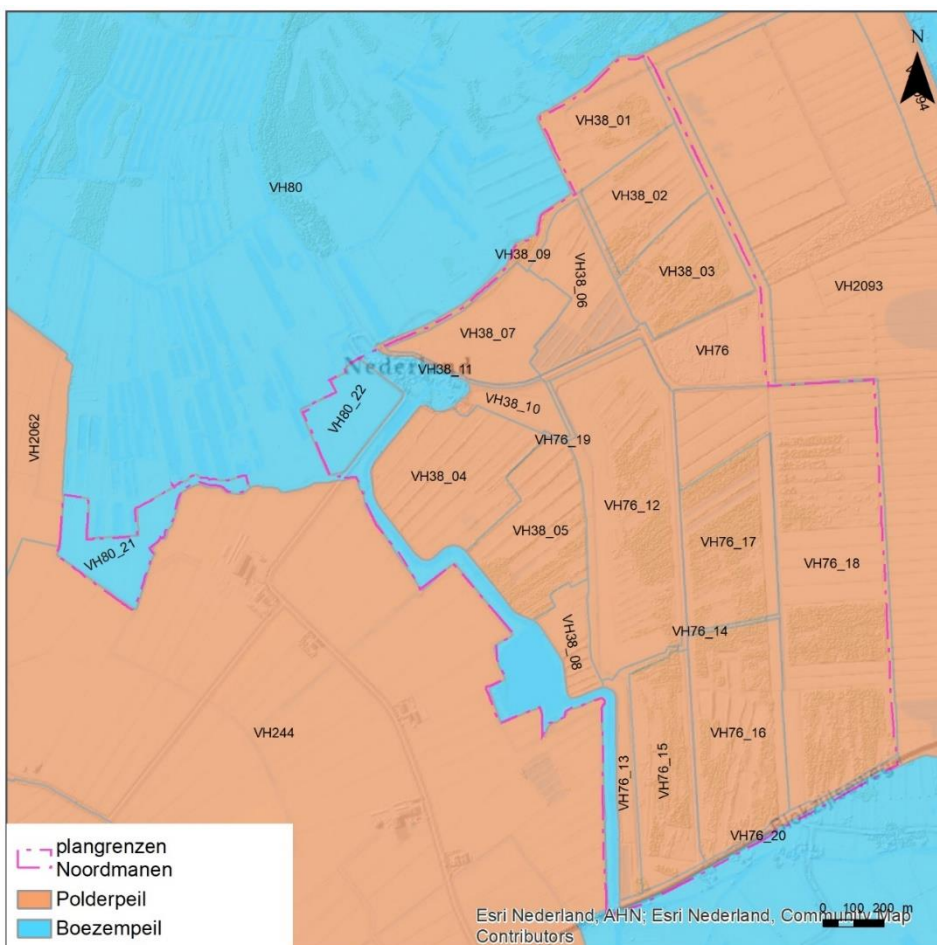 N
VH38_01
VH80
VH38_02
VH38_09
VH38_06
VH38_03
VH2093
VH38_07
VH76
Nederland
VH38_11
VH80_22
VH38_10
VH2062
VH76_19
VH38_04
VH76_12
VH38_05
VH76_17
VH80_21
VH76_18
VH76_14
VH38_08
VH244
VH76_16
VH76_13
VH76_15
Blokzijlseweg
VH76_20
plangrenzen
Noordmanen
Polderpeil
Boezempeil
0 100 200 m
Esri Nederland, AHN; Esri Nederland, Community Map
Contributors